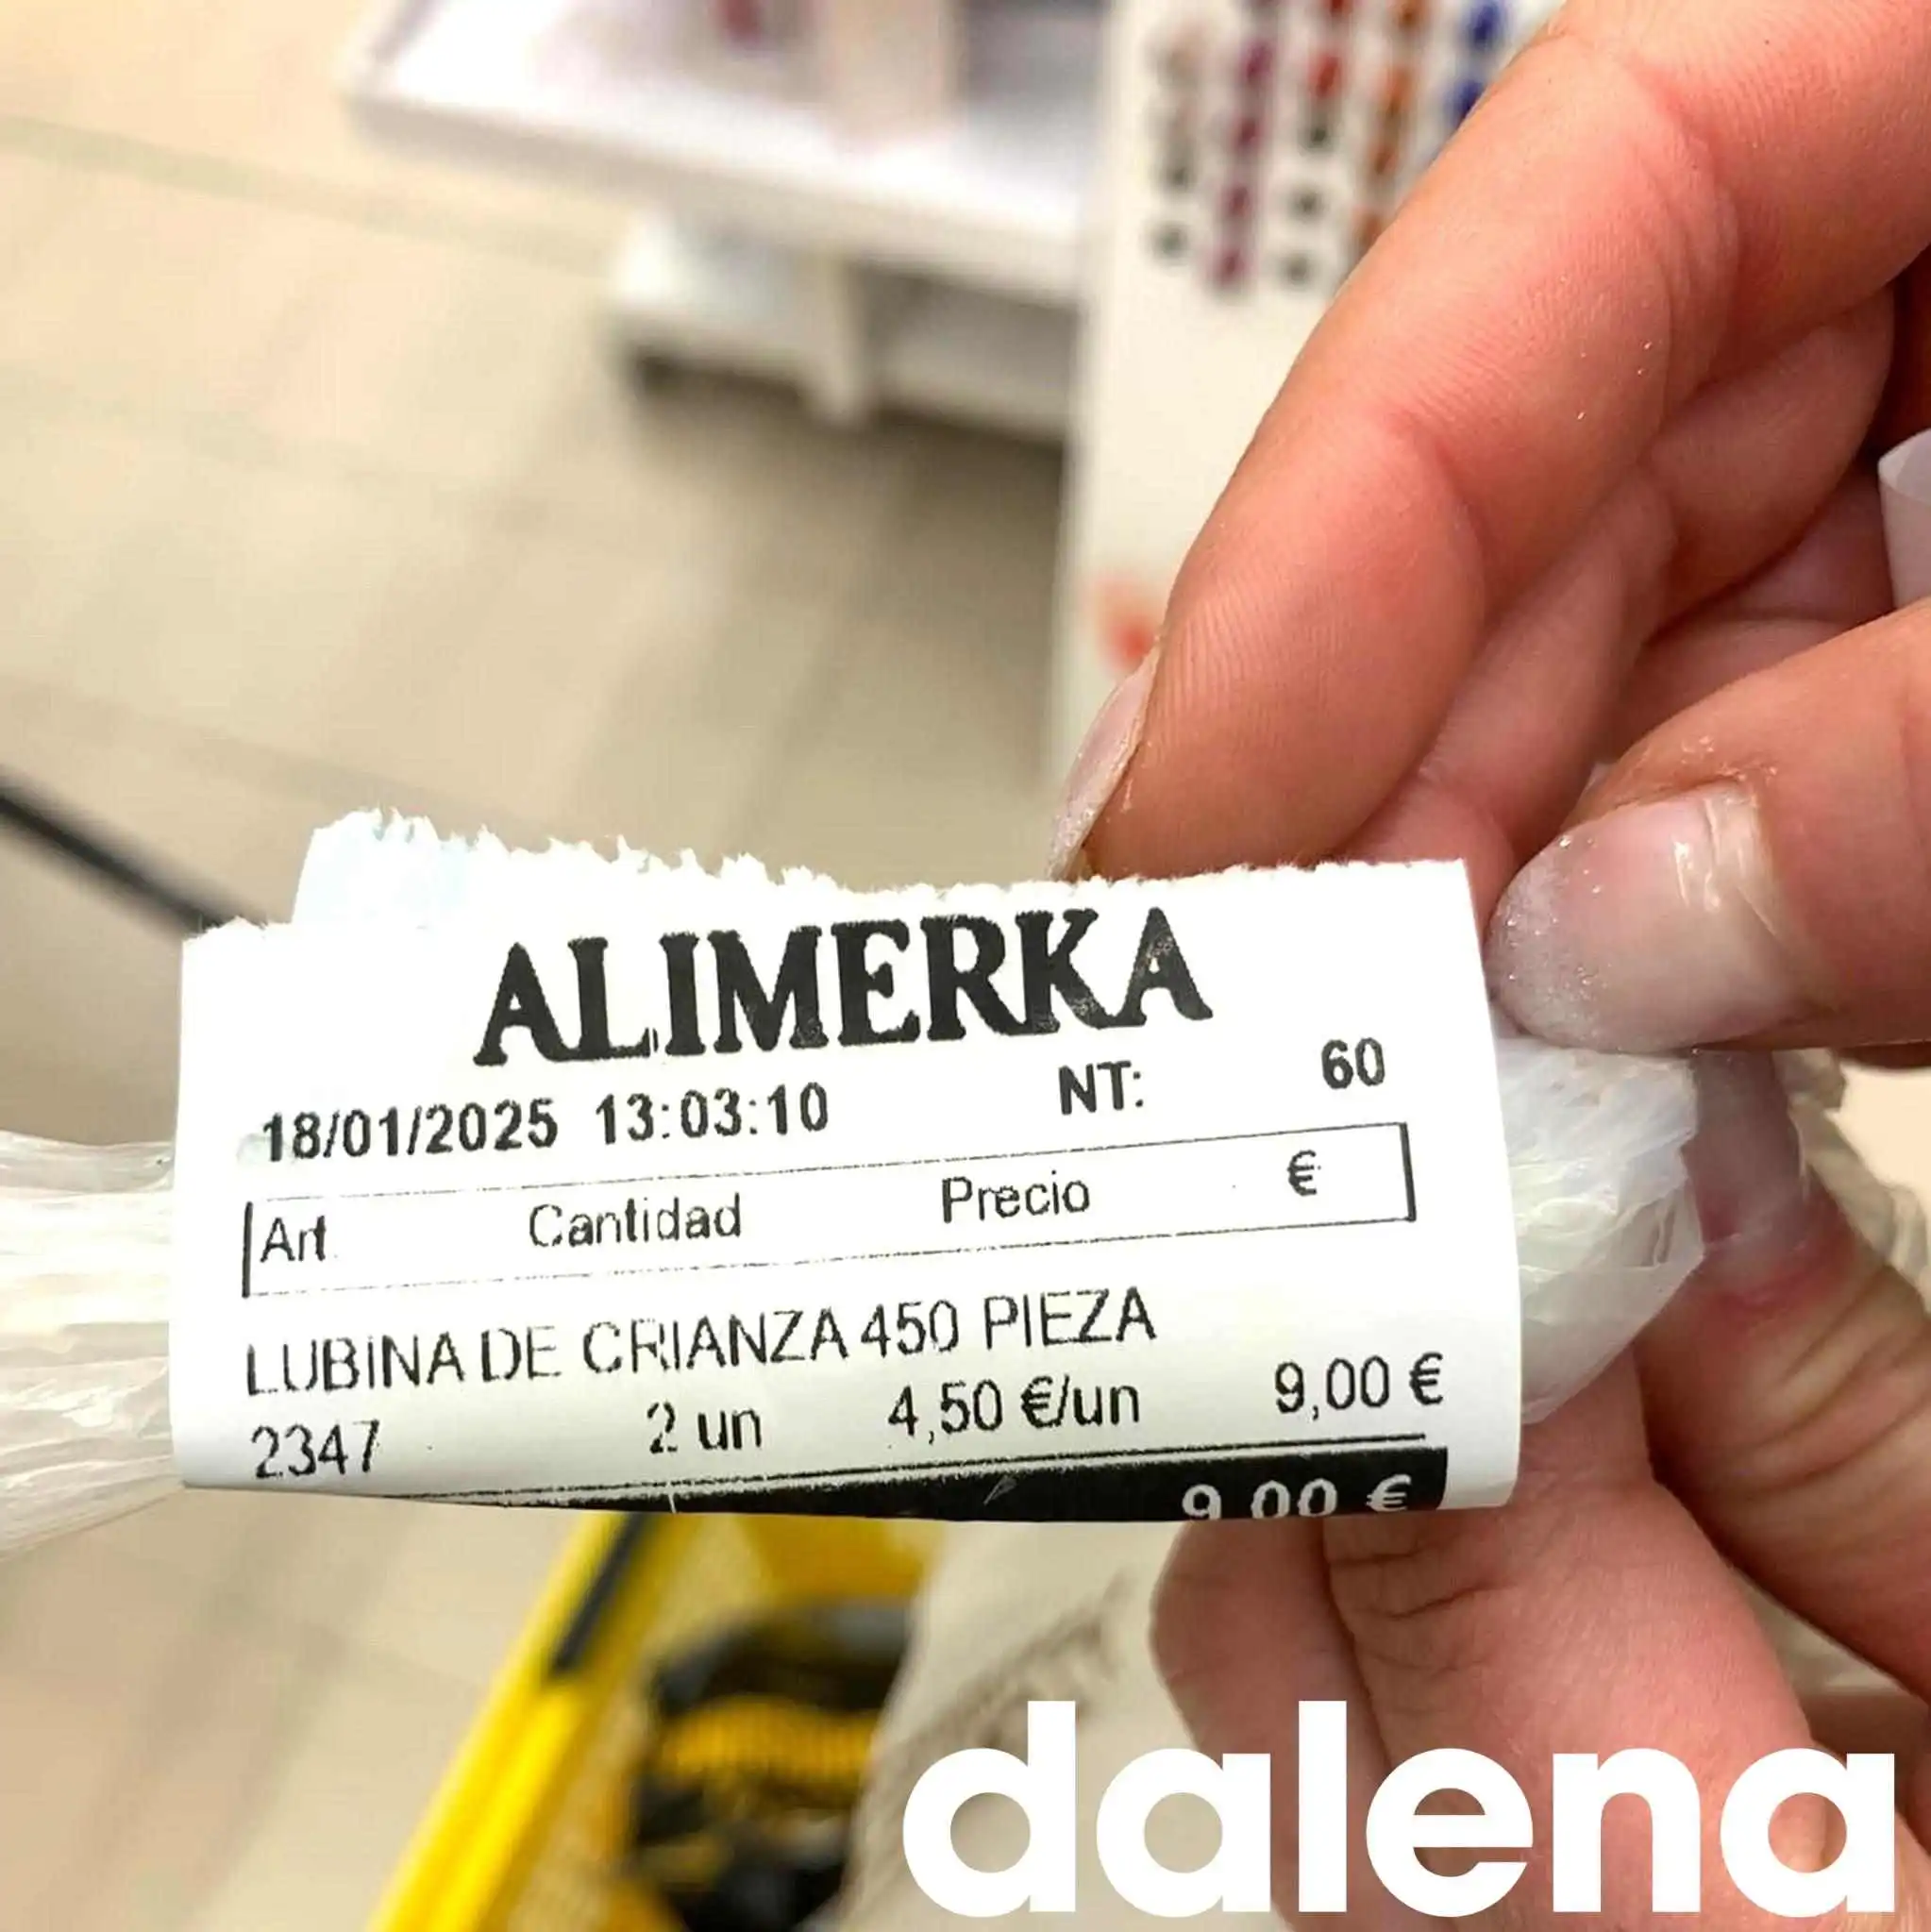 ALIMERKA
18/01/2025 13:03:10 NT: 60
Art. Cantidad Precio €
LUBINA DE CRIANZA 450 PIEZA
2347 2 un 4,50 €/un 9,00 €
9,00 €
dalena